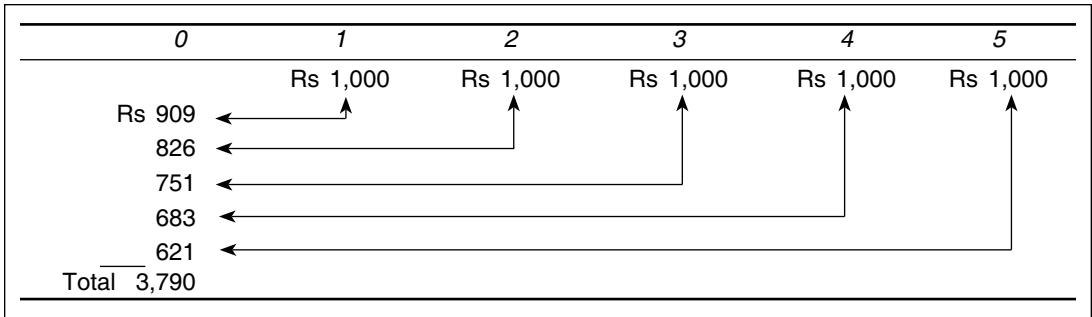 0 1 2 3 4 5
Rs 1,000 Rs 1,000 Rs 1,000 Rs 1,000 Rs 1,000
Rs 909
826
751
683
621
Total 3,790